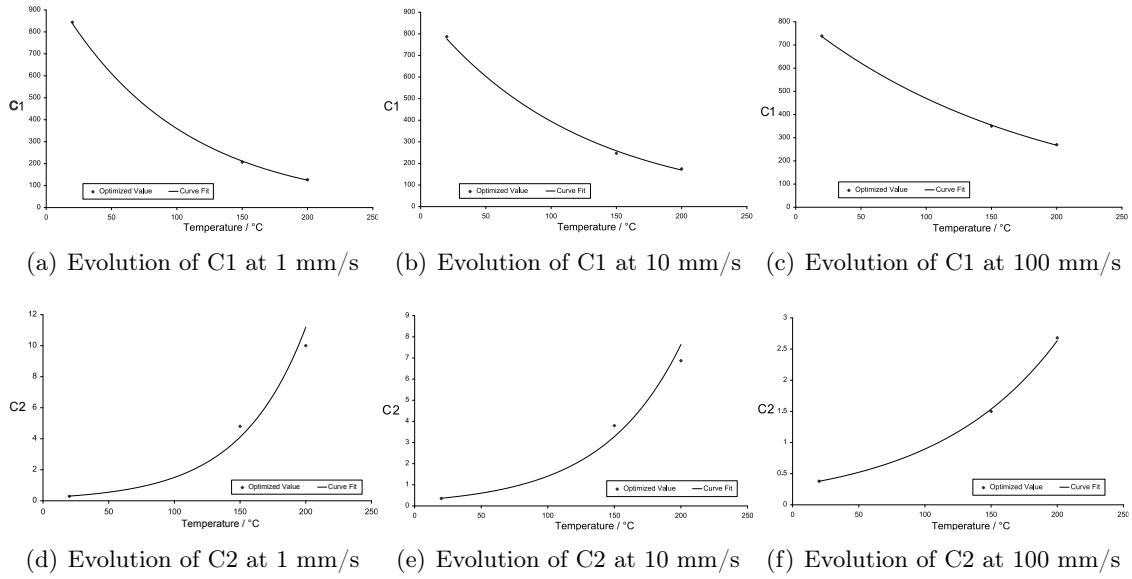 900
800
700
600
500
400
300
200
100
0
C1
0 50 100 150 200 250
Temperature / °C
Optimized Value Curve Fit
(a) Evolution of C1 at 1 mm/s
900
800
700
600
500
400
300
200
100
0
C1
0 50 100 150 200 250
Temperature / °C
Optimized Value Curve Fit
(b) Evolution of C1 at 10 mm/s
800
700
600
500
400
300
200
100
0
C1
0 50 100 150 200 250
Temperature / °C
Optimized Value Curve Fit
(c) Evolution of C1 at 100 mm/s
12
10
8
6
4
2
0
C2
0 50 100 150 200 250
Temperature / °C
Optimized Value Curve Fit
(d) Evolution of C2 at 1 mm/s
9
8
7
6
5
4
3
2
1
0
C2
0 50 100 150 200 250
Temperature / °C
Optimized Value Curve Fit
(e) Evolution of C2 at 10 mm/s
3
2.5
2
1.5
1
0.5
0
C2
0 50 100 150 200 250
Temperature / °C
Optimized Value Curve Fit
(f) Evolution of C2 at 100 mm/s